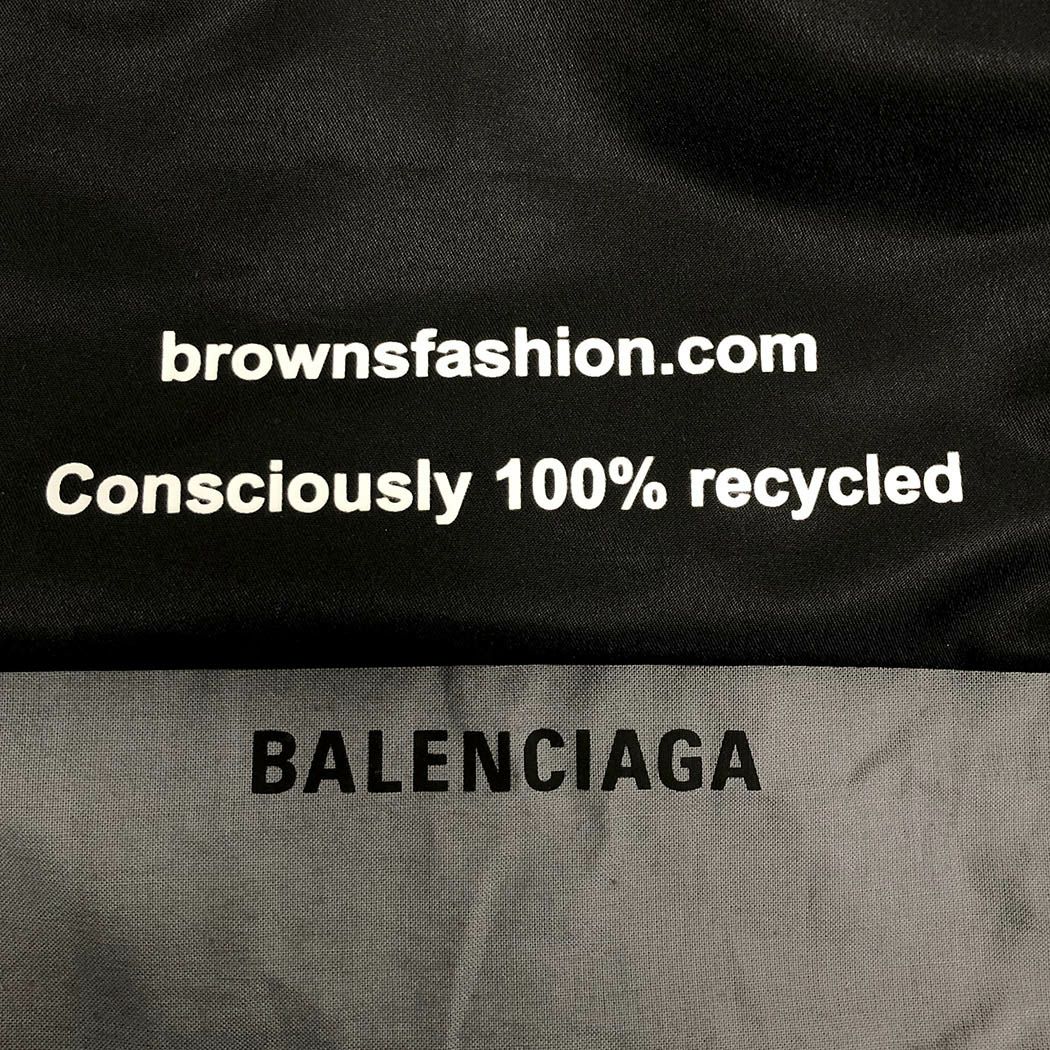 brownsfashion.com
Consciously 100% recycled
BALENCIAGA